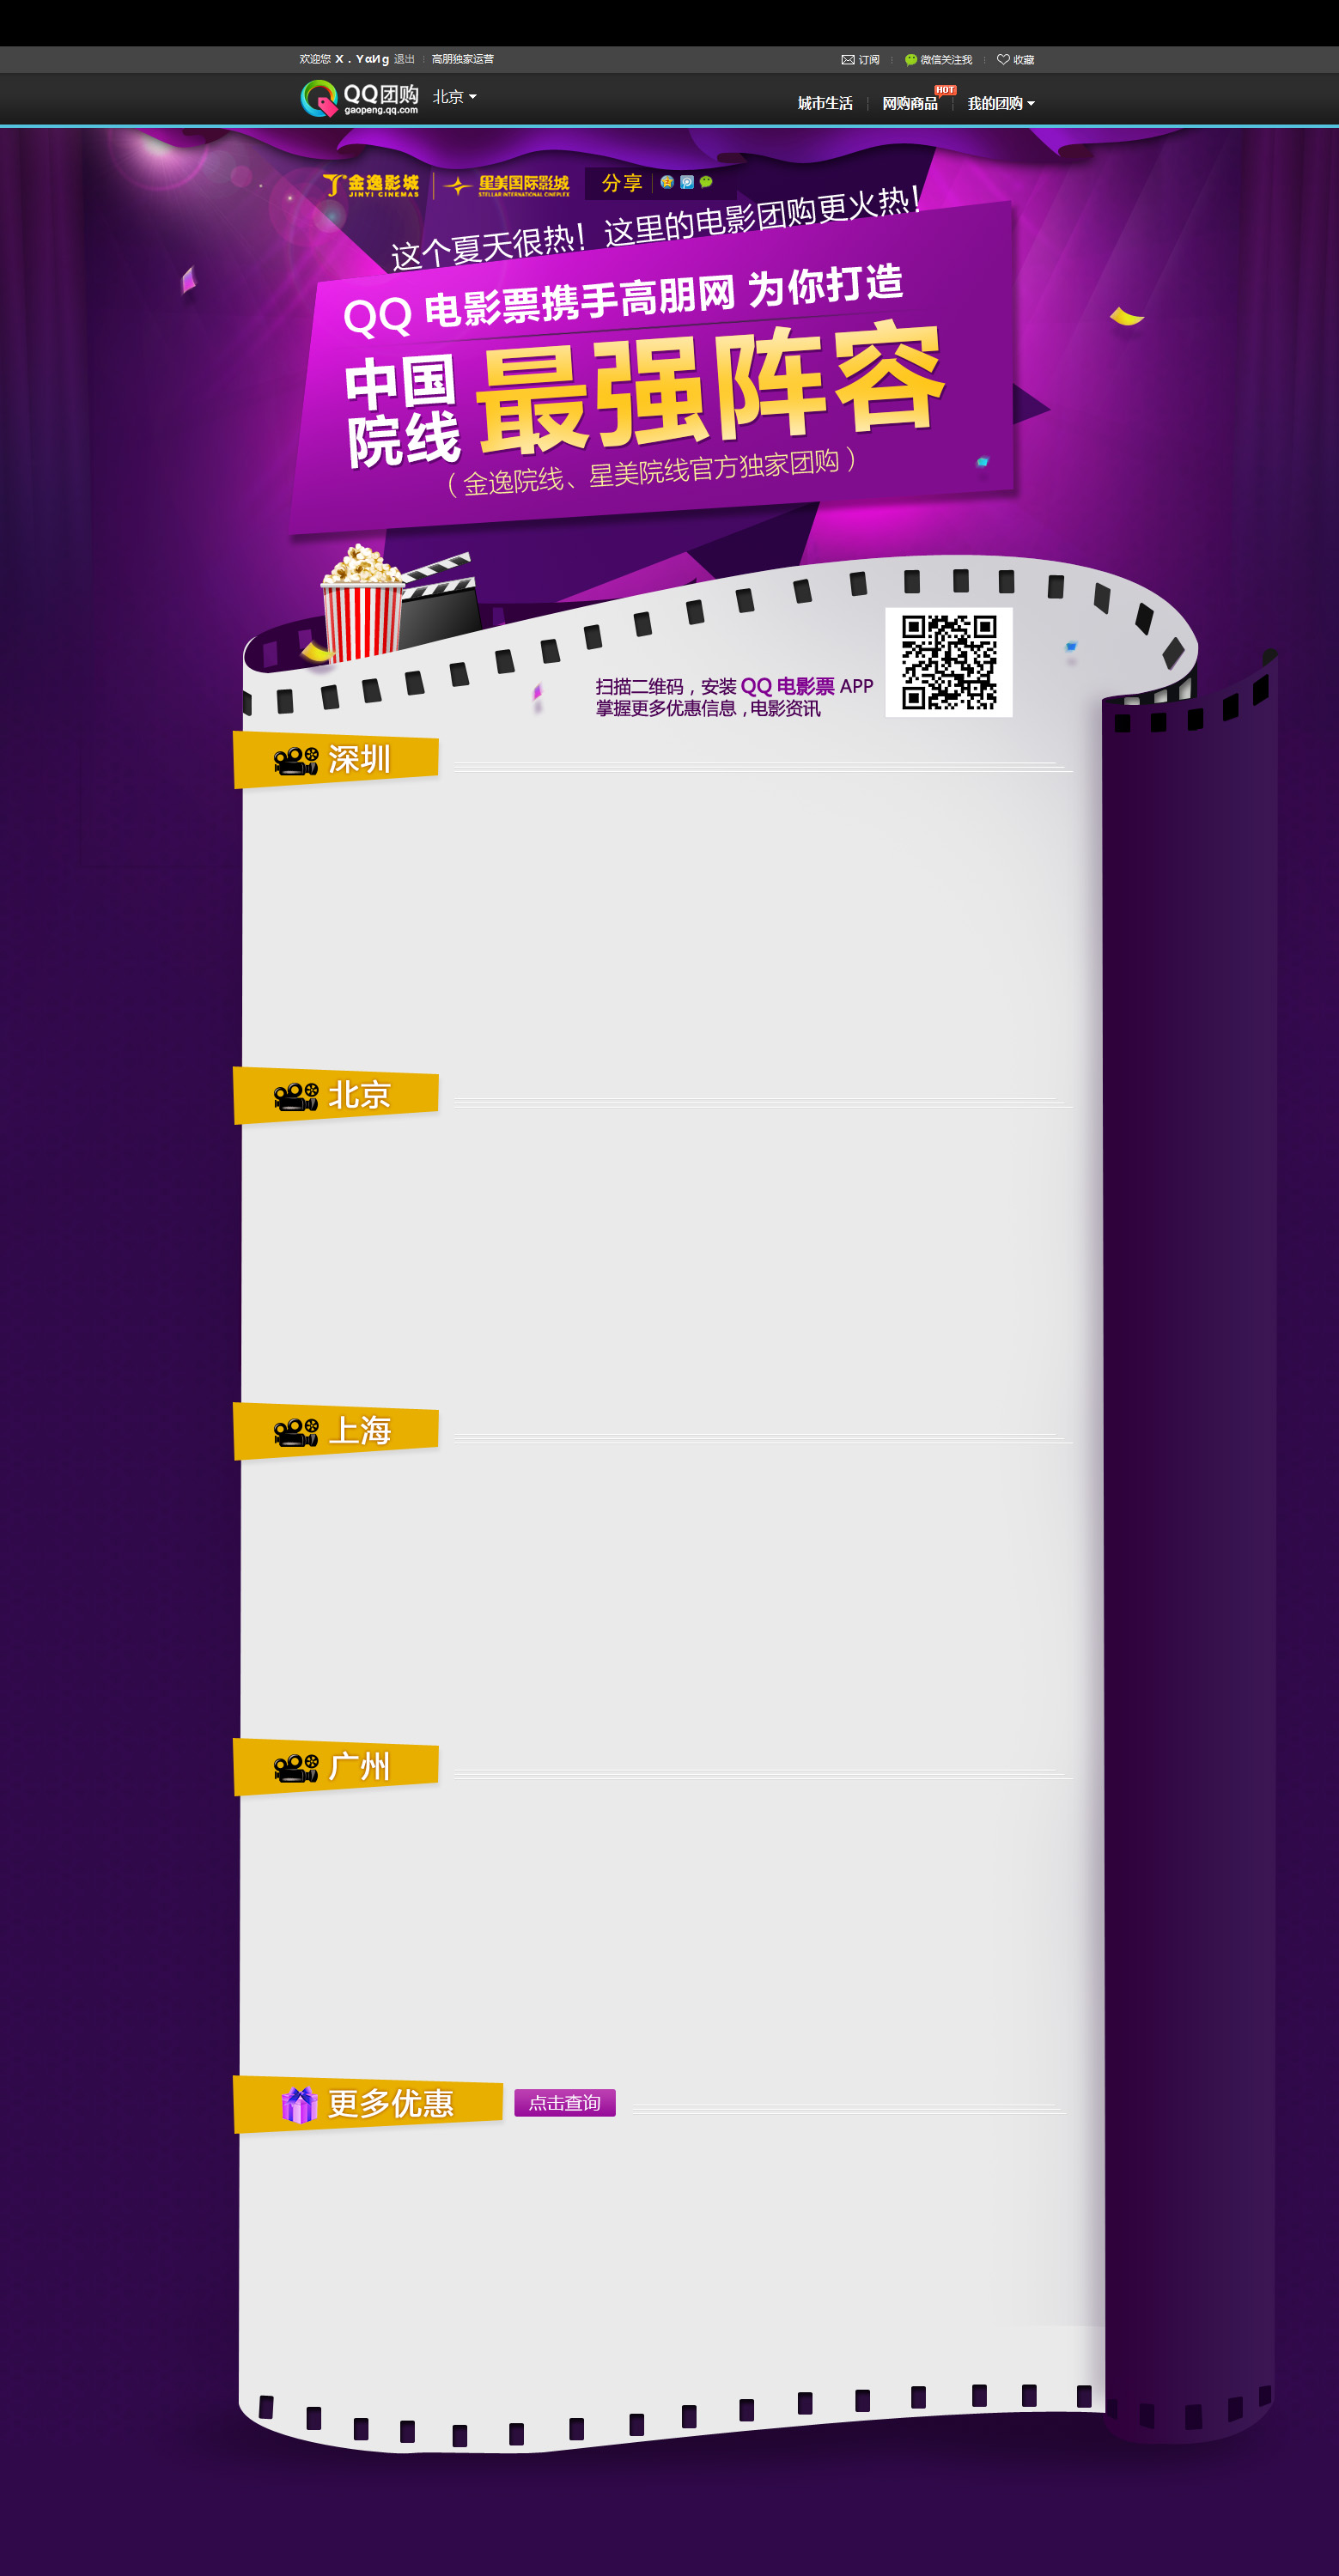 欢迎您 X . YαИg 退出 高朋独家运营
订阅 微信关注我 收藏
QQ团购
gaopeng.qq.com
北京
城市生活 网购商品 HOT 我的团购
金逸影城
JINYI CINEMAS
星美国际影城
STELLAR INTERNATIONAL CINEPLEX
分享
这个夏天很热！这里的电影团购更火热！
QQ 电影票携手高朋网 为你打造
中国
院线
最强阵容
（金逸院线、星美院线官方独家团购）
扫描二维码，安装 QQ 电影票 APP
掌握更多优惠信息，电影资讯
深圳
北京
上海
广州
更多优惠 点击查询